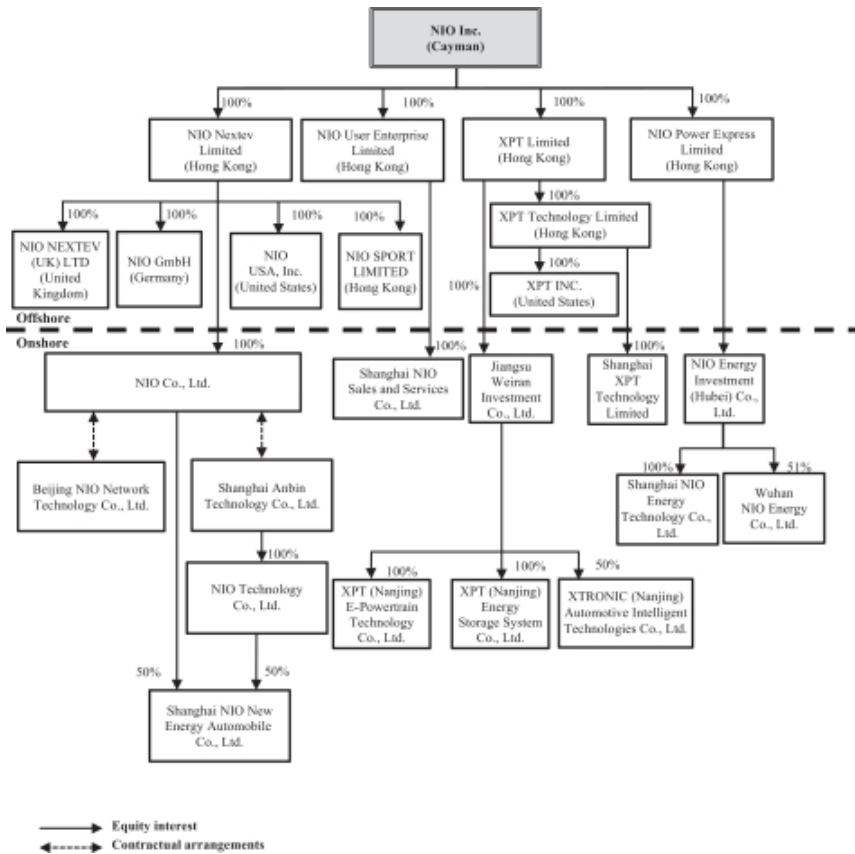 NIO Inc.
(Cayman)
100%
100%
100%
100%
NIO Nextev
Limited
(Hong Kong)
NIO User Enterprise
Limited
(Hong Kong)
XPT Limited
(Hong Kong)
NIO Power Express
Limited
(Hong Kong)
100%
100%
100%
100%
100%
XPT Technology Limited
(Hong Kong)
NIO NEXTEV
(UK) LTD
(United
Kingdom)
NIO GmbH
(Germany)
NIO
USA, Inc.
(United States)
NIO SPORT
LIMITED
(Hong Kong)
100%
100%
XPT INC.
(United States)
Offshore
Onshore
100%
100%
100%
NIO Co., Ltd.
Shanghai NIO
Sales and Services
Co., Ltd.
Jiangsu
Weiran
Investment
Co., Ltd.
Shanghai
XPT
Technology
Limited
NIO Energy
Investment
(Hubei) Co.,
Ltd.
Beijing NIO Network
Technology Co., Ltd.
Shanghai Anbin
Technology Co., Ltd.
100%
51%
Shanghai NIO
Energy
Technology Co.,
Ltd.
Wuhan
NIO Energy
Co., Ltd.
100%
NIO Technology
Co., Ltd.
100%
100%
50%
XPT (Nanjing)
E-Powertrain
Technology
Co., Ltd.
XPT (Nanjing)
Energy
Storage System
Co., Ltd.
XTRONIC (Nanjing)
Automotive Intelligent
Technologies Co., Ltd.
50%
50%
Shanghai NIO New
Energy Automobile
Co., Ltd.
Equity interest
Contractual arrangements